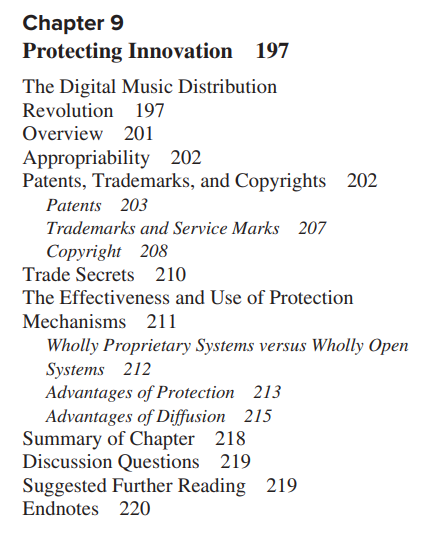 Chapter 9
Protecting Innovation 197
The Digital Music Distribution
Revolution 197
Overview 201
Appropriability 202
Patents, Trademarks, and Copyrights 202
Patents 203
Trademarks and Service Marks 207
Copyright 208
Trade Secrets 210
The Effectiveness and Use of Protection
Mechanisms 211
Wholly Proprietary Systems versus Wholly Open
Systems 212
Advantages of Protection 213
Advantages of Diffusion 215
Summary of Chapter 218
Discussion Questions 219
Suggested Further Reading 219
Endnotes 220